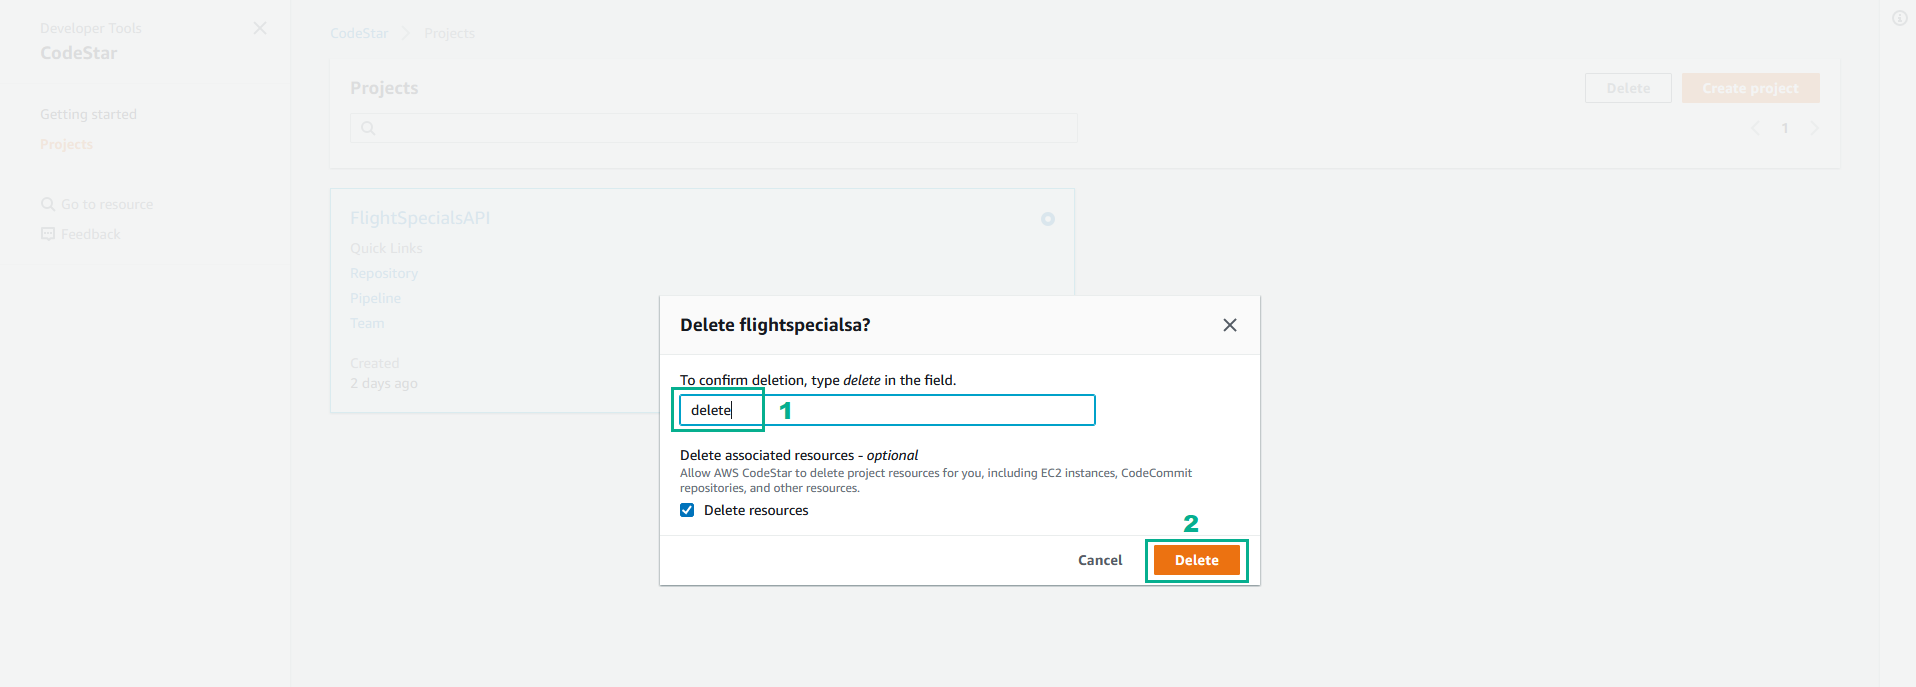 Developer Tools
CodeStar
Getting started
Projects
Go to resource
Feedback
CodeStar
Projects
Projects
Delete
Create project
1
FlightSpecialsAPI
Quick Links
Repository
Pipeline
Team
Created
2 days ago
Delete flightspecialsa?
To confirm deletion, type delete in the field.
delete
1
Delete associated resources - optional
Allow AWS CodeStar to delete project resources for you, including EC2 instances, CodeCommit
repositories, and other resources.
Delete resources
2
Cancel
Delete